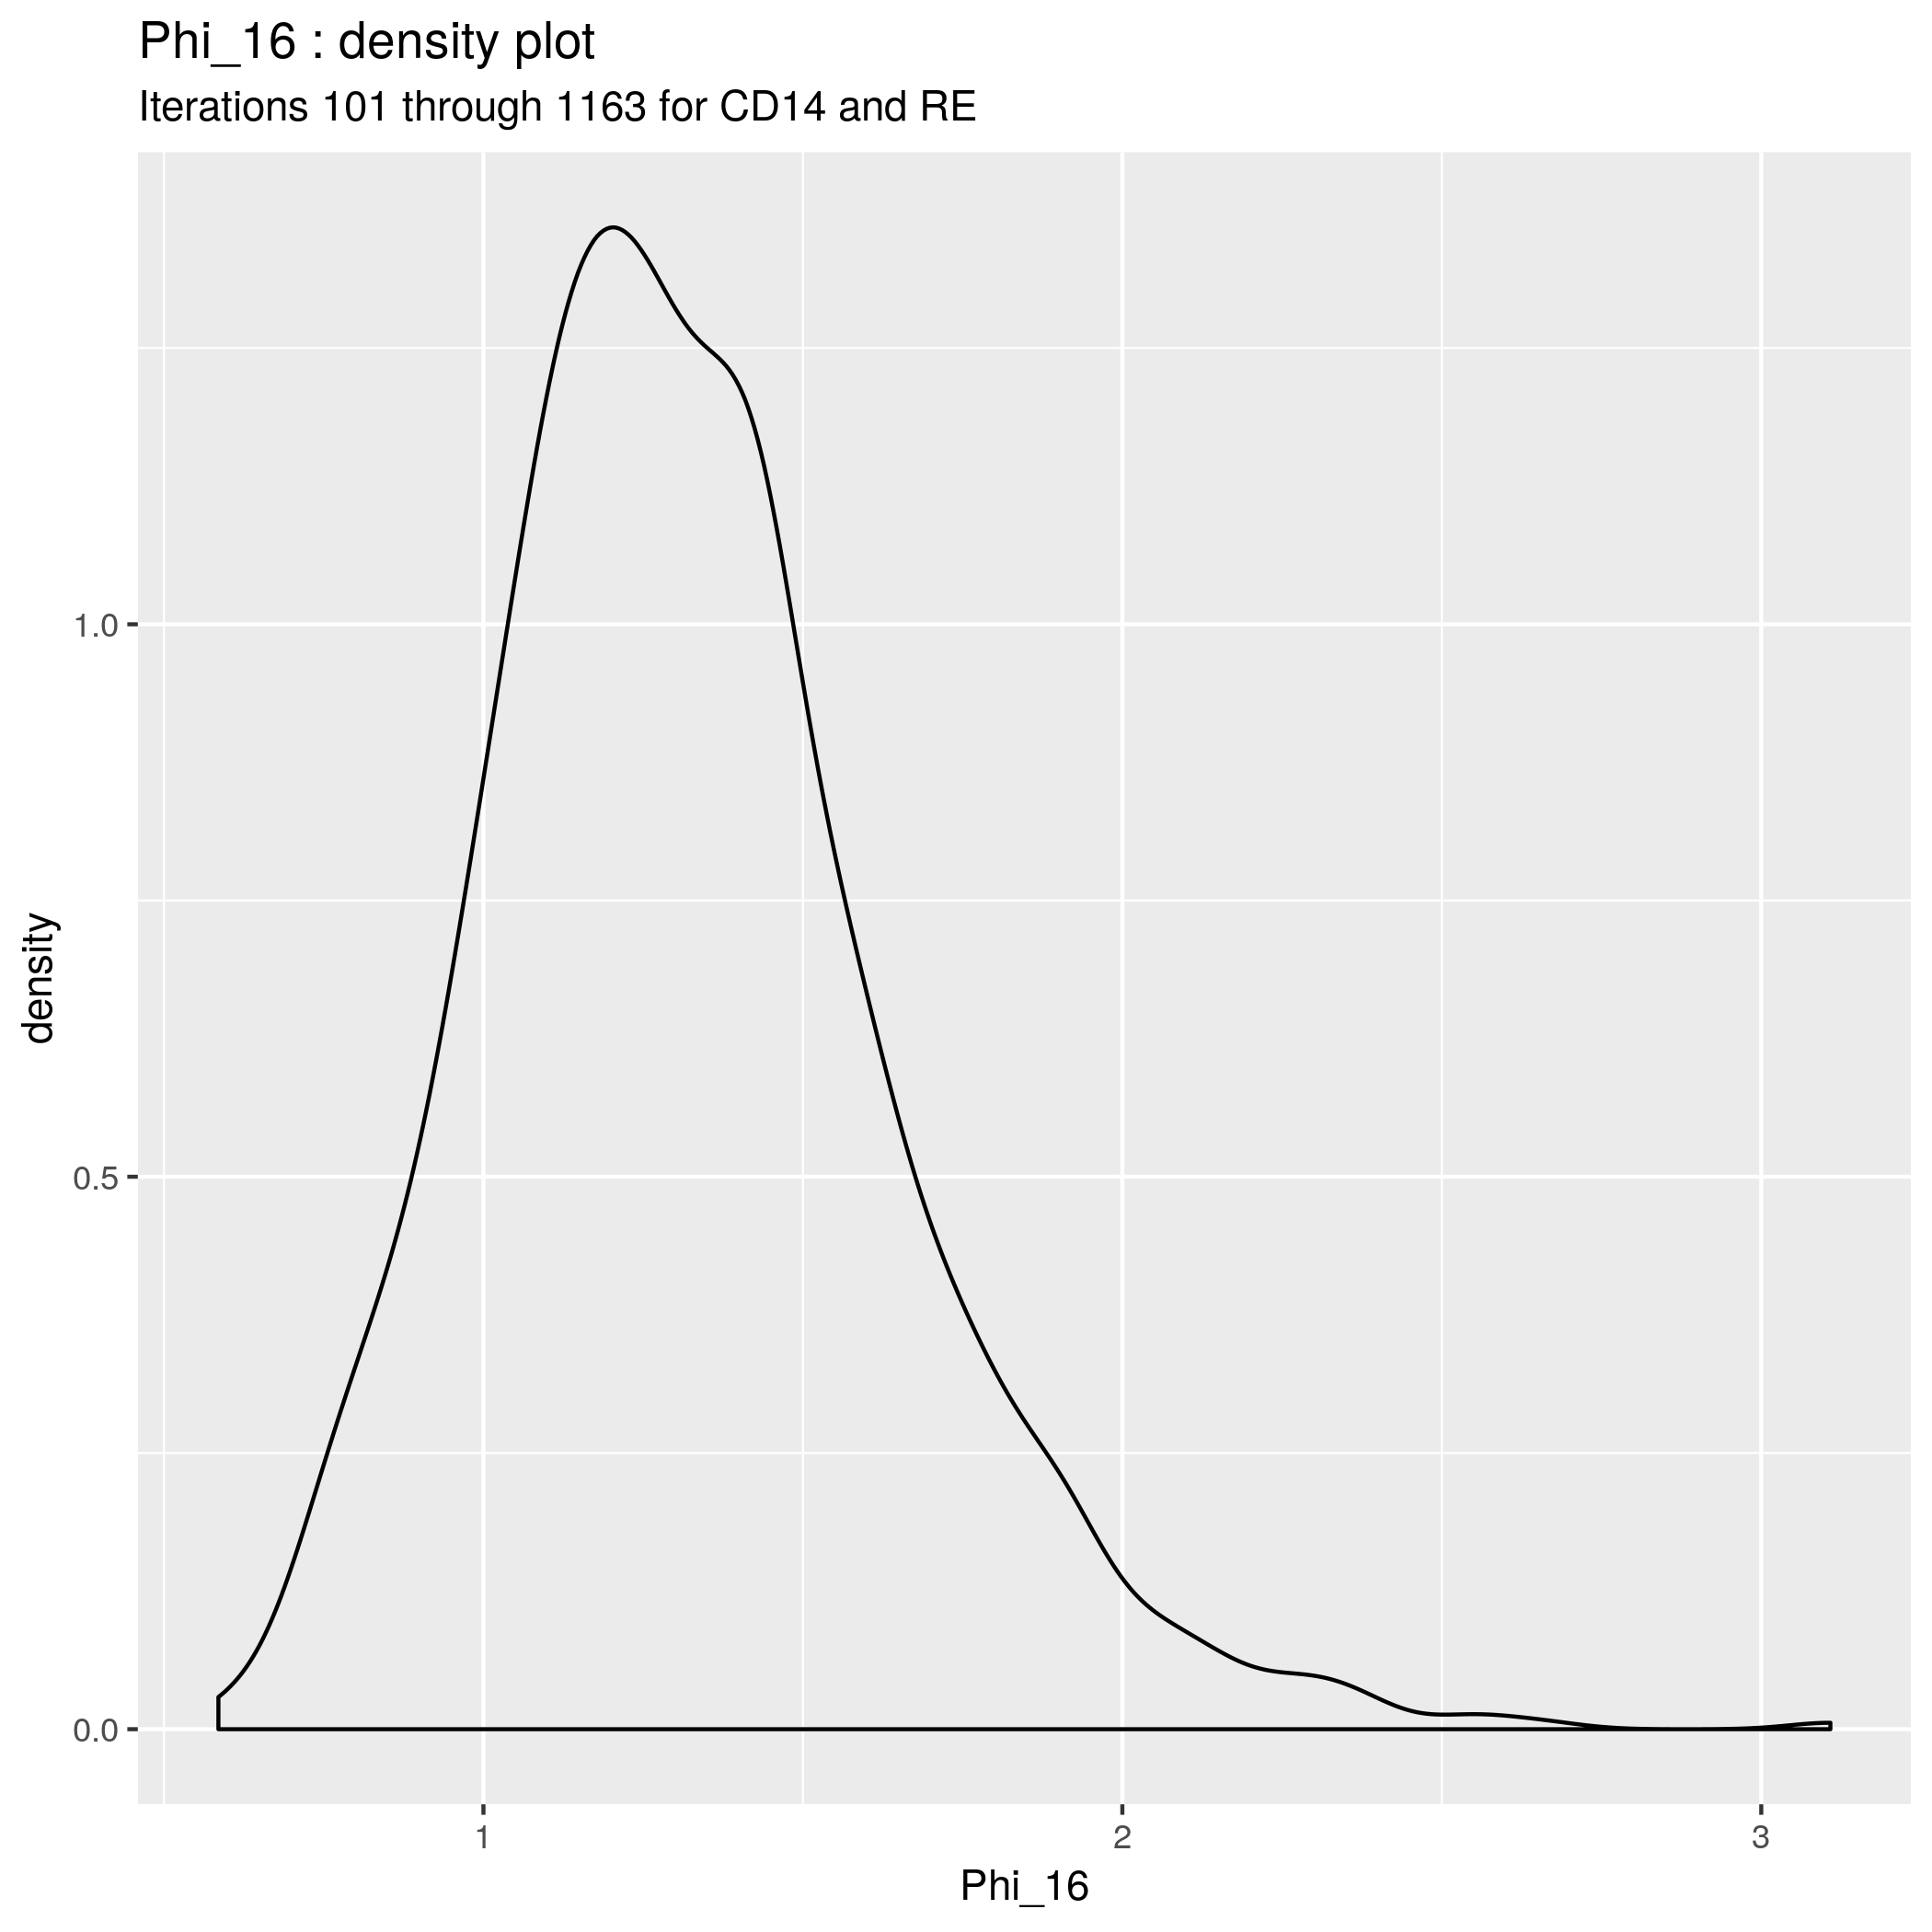 Phi_16 : density plot
Iterations 101 through 1163 for CD14 and RE
density
1.0
0.5
0.0
1
2
3
Phi_16